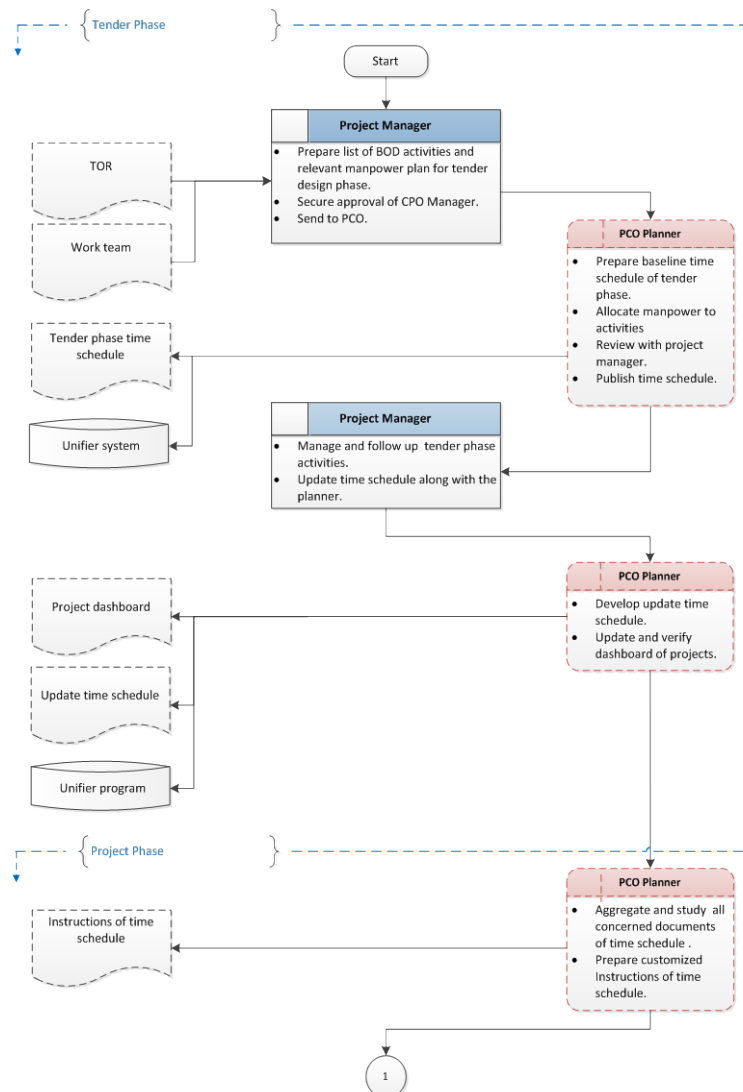 Tender Phase
Start
Project Manager
• Prepare list of BOD activities and
relevant manpower plan for tender
design phase.
• Secure approval of CPO Manager.
• Send to PCO.
TOR
Work team
PCO Planner
• Prepare baseline time
schedule of tender
phase.
• Allocate manpower to
activities
• Review with project
manager.
• Publish time schedule.
Tender phase time
schedule
Unifier system
Project Manager
• Manage and follow up tender phase
activities.
• Update time schedule along with the
planner.
PCO Planner
• Develop update time
schedule.
• Update and verify
dashboard of projects.
Project dashboard
Update time schedule
Unifier program
Project Phase
PCO Planner
• Aggregate and study all
concerned documents
of time schedule .
• Prepare customized
Instructions of time
schedule.
Instructions of time
schedule
1